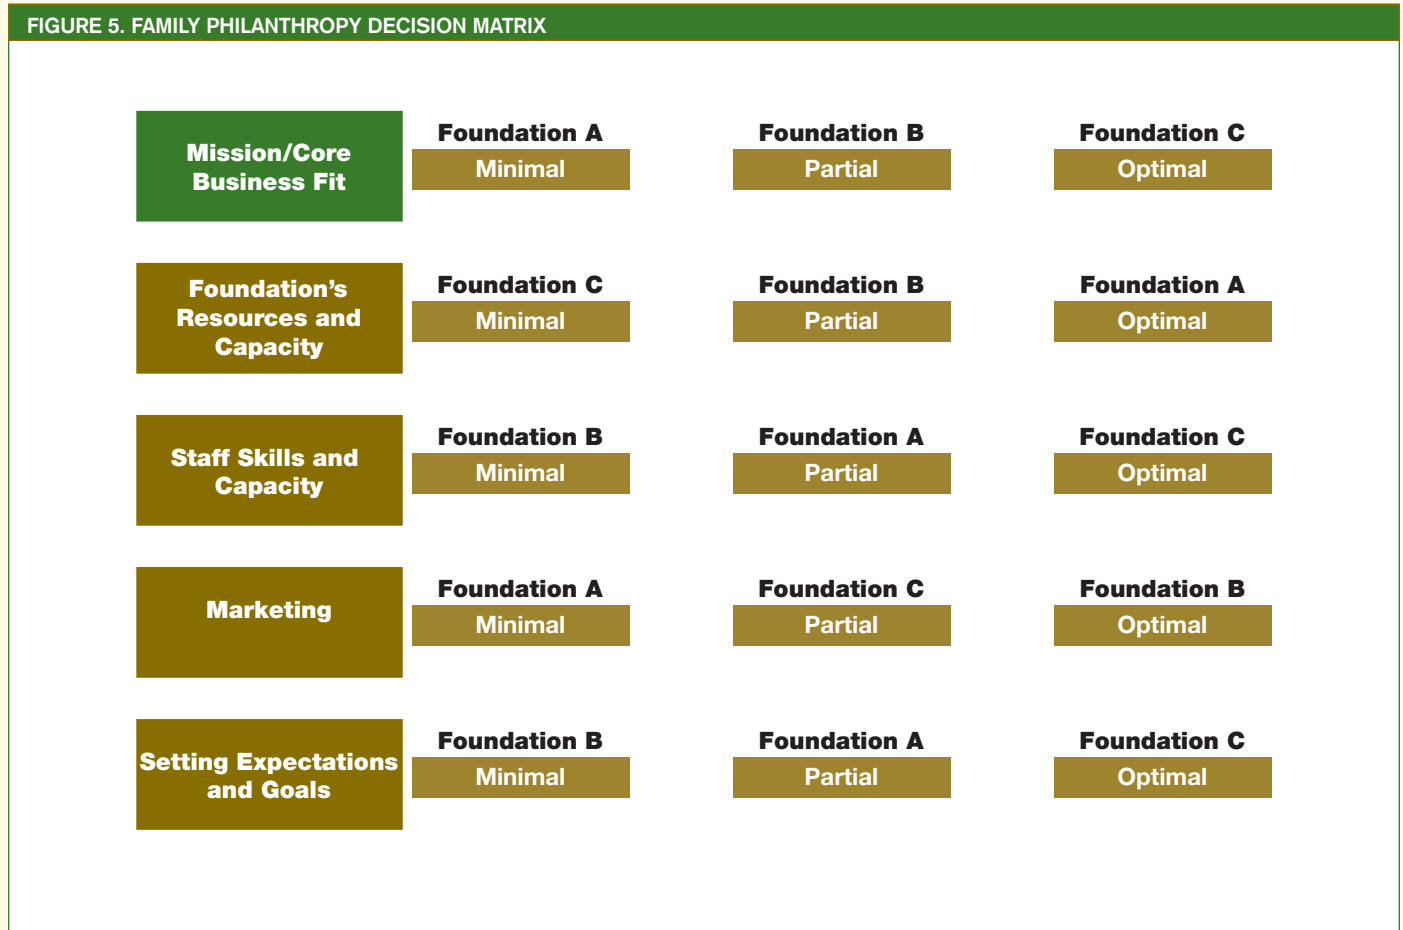 FIGURE 5. FAMILY PHILANTHROPY DECISION MATRIX
Mission/Core
Business Fit
Foundation A
Minimal
Foundation B
Partial
Foundation C
Optimal
Foundation’s
Resources and
Capacity
Foundation C
Minimal
Foundation B
Partial
Foundation A
Optimal
Staff Skills and
Capacity
Foundation B
Minimal
Foundation A
Partial
Foundation C
Optimal
Marketing
Foundation A
Minimal
Foundation C
Partial
Foundation B
Optimal
Setting Expectations
and Goals
Foundation B
Minimal
Foundation A
Partial
Foundation C
Optimal